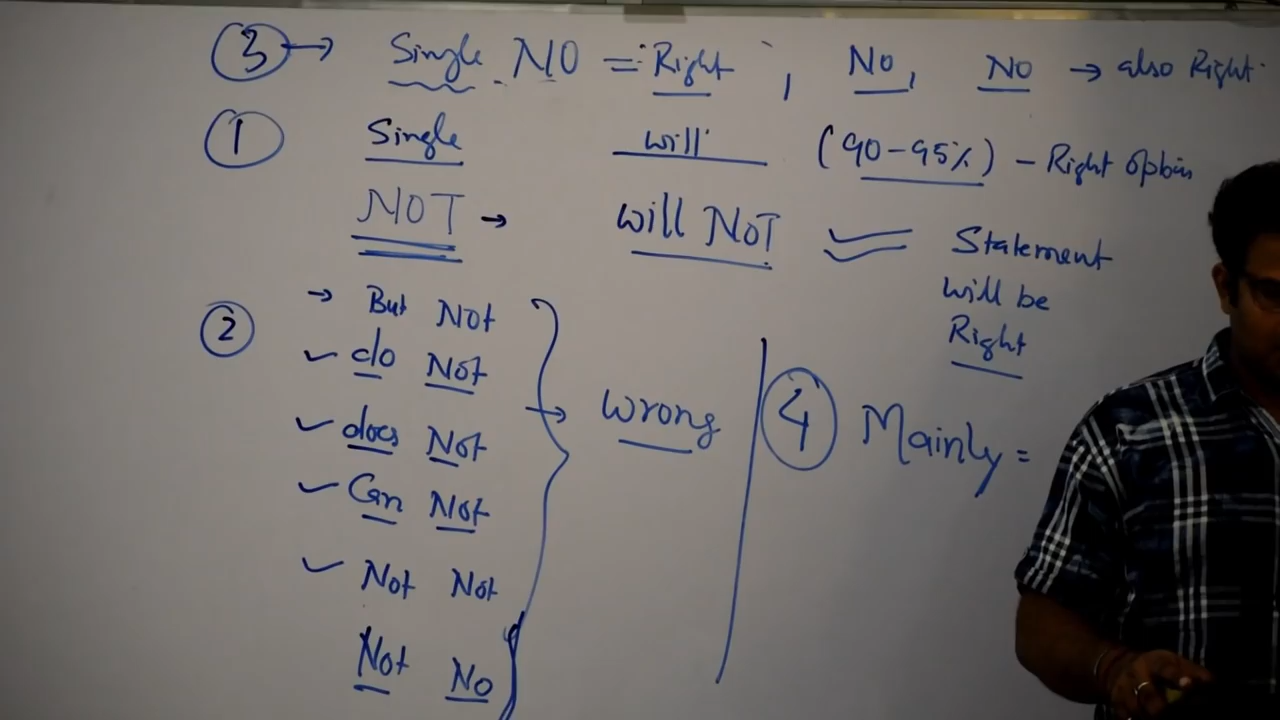 3 → Single NO = Right , No, No → also Right
1 Single will (90-95%) - Right option
NOT → will NOT Statement
will be
Right
2 → But Not
✓ do Not
✓ does Not
✓ Can Not
✓ Not Not
Not No
→ Wrong
4 Mainly =